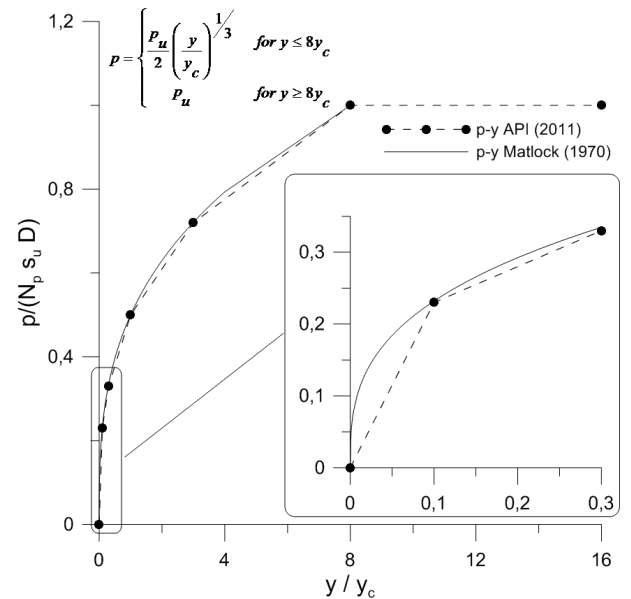 1,2
p = { p_u/2 (y/y_c)^1/3 for y ≤ 8y_c
p_u for y ≥ 8y_c
p-y API (2011)
p-y Matlock (1970)
0,8
0,4
0
p/(N_p s_u D)
0,3
0,2
0,1
0
0 0,1 0,2 0,3
0 4 8 12 16
y / y_c